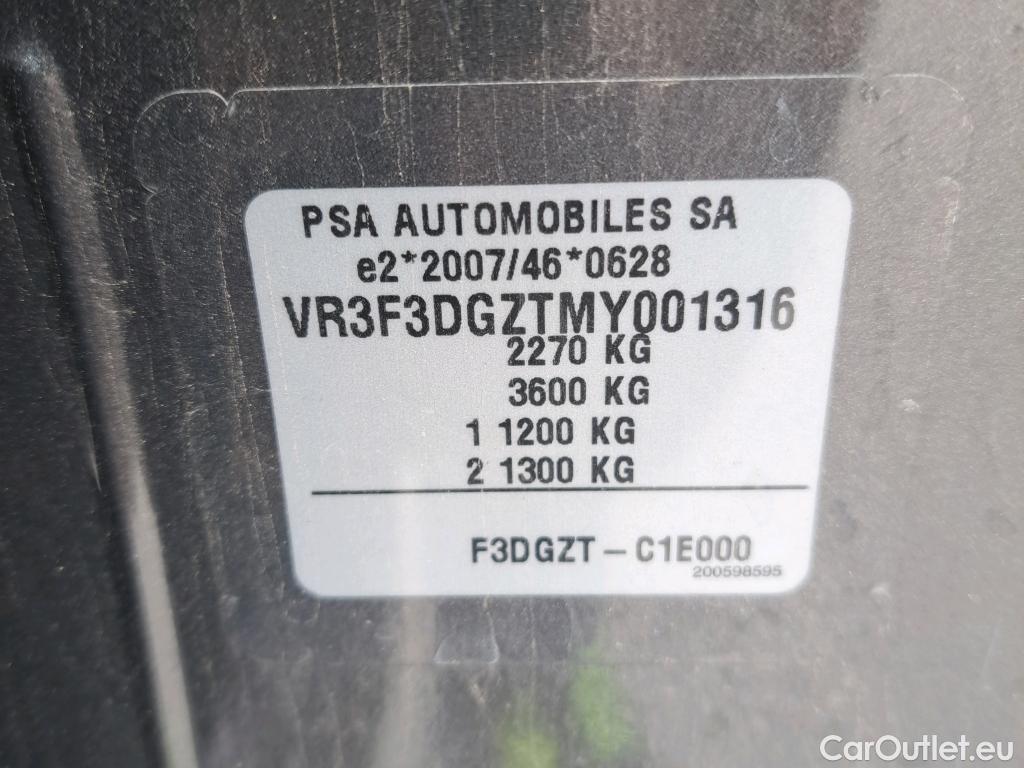 PSA AUTOMOBILES SA
e2*2007/46*0628
VR3F3DGZTMY001316
2270 KG
3600 KG
1 1200 KG
2 1300 KG
F3DGZT – C1E000
200598595
CarOutlet.eu